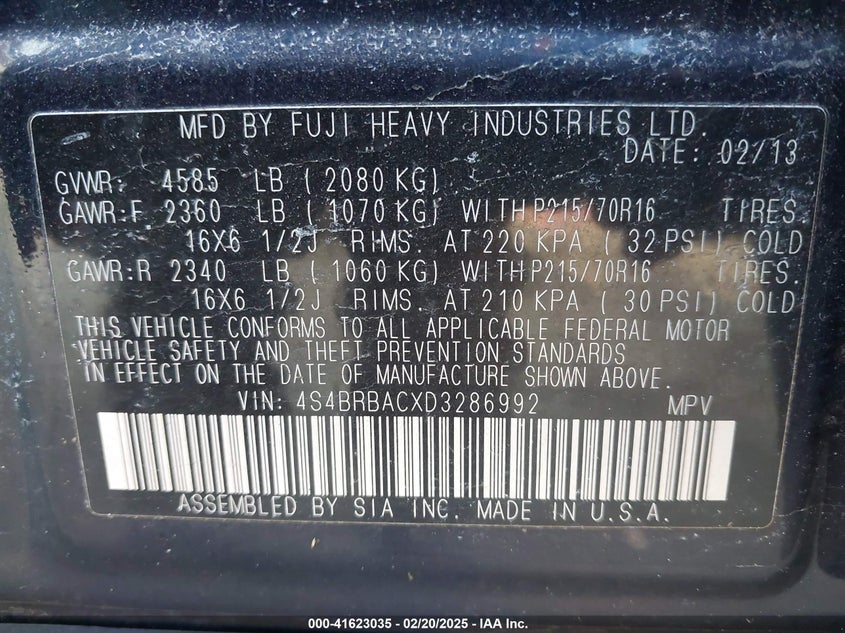 MFD BY FUJI HEAVY INDUSTRIES LTD.
DATE: 02/13
GVWR: 4585 LB ( 2080 KG)
GAWR:F 2360 LB ( 1070 KG) WITH P215/70R16 TIRES.
16X6 1/2J RIMS. AT 220 KPA ( 32 PSI) COLD
GAWR:R 2340 LB ( 1060 KG) WITH P215/70R16 TIRES.
16X6 1/2J RIMS. AT 210 KPA ( 30 PSI) COLD
THIS VEHICLE CONFORMS TO ALL APPLICABLE FEDERAL MOTOR
VEHICLE SAFETY AND THEFT PREVENTION STANDARDS
IN EFFECT ON THE DATE OF MANUFACTURE SHOWN ABOVE.
VIN: 4S4BRBACXD3286992 MPV
ASSEMBLED BY SIA INC. MADE IN U.S.A.
000-41623035 - 02/20/2025 - IAA Inc.